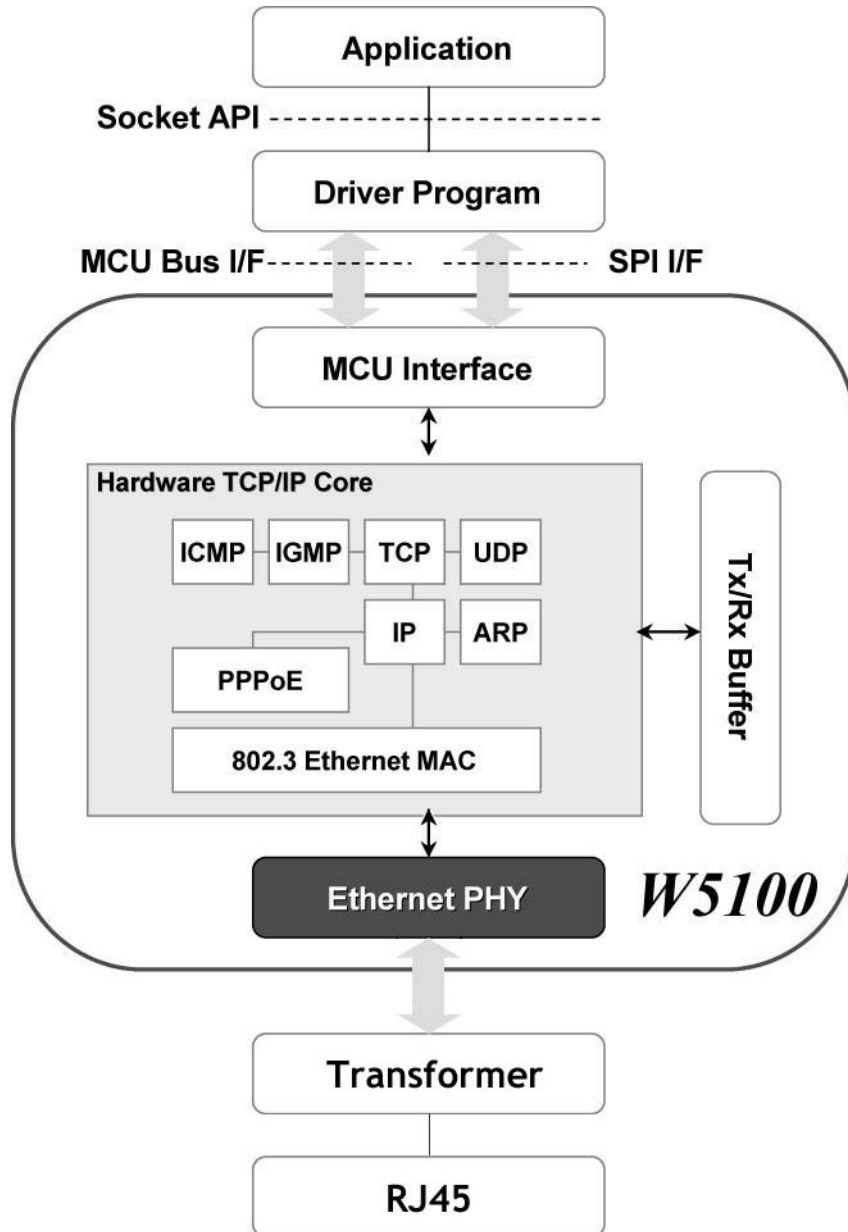 Application
Socket API
Driver Program
MCU Bus I/F
SPI I/F
MCU Interface
Hardware TCP/IP Core
ICMP
IGMP
TCP
UDP
IP
ARP
PPPoE
802.3 Ethernet MAC
Tx/Rx Buffer
Ethernet PHY
W5100
Transformer
RJ45